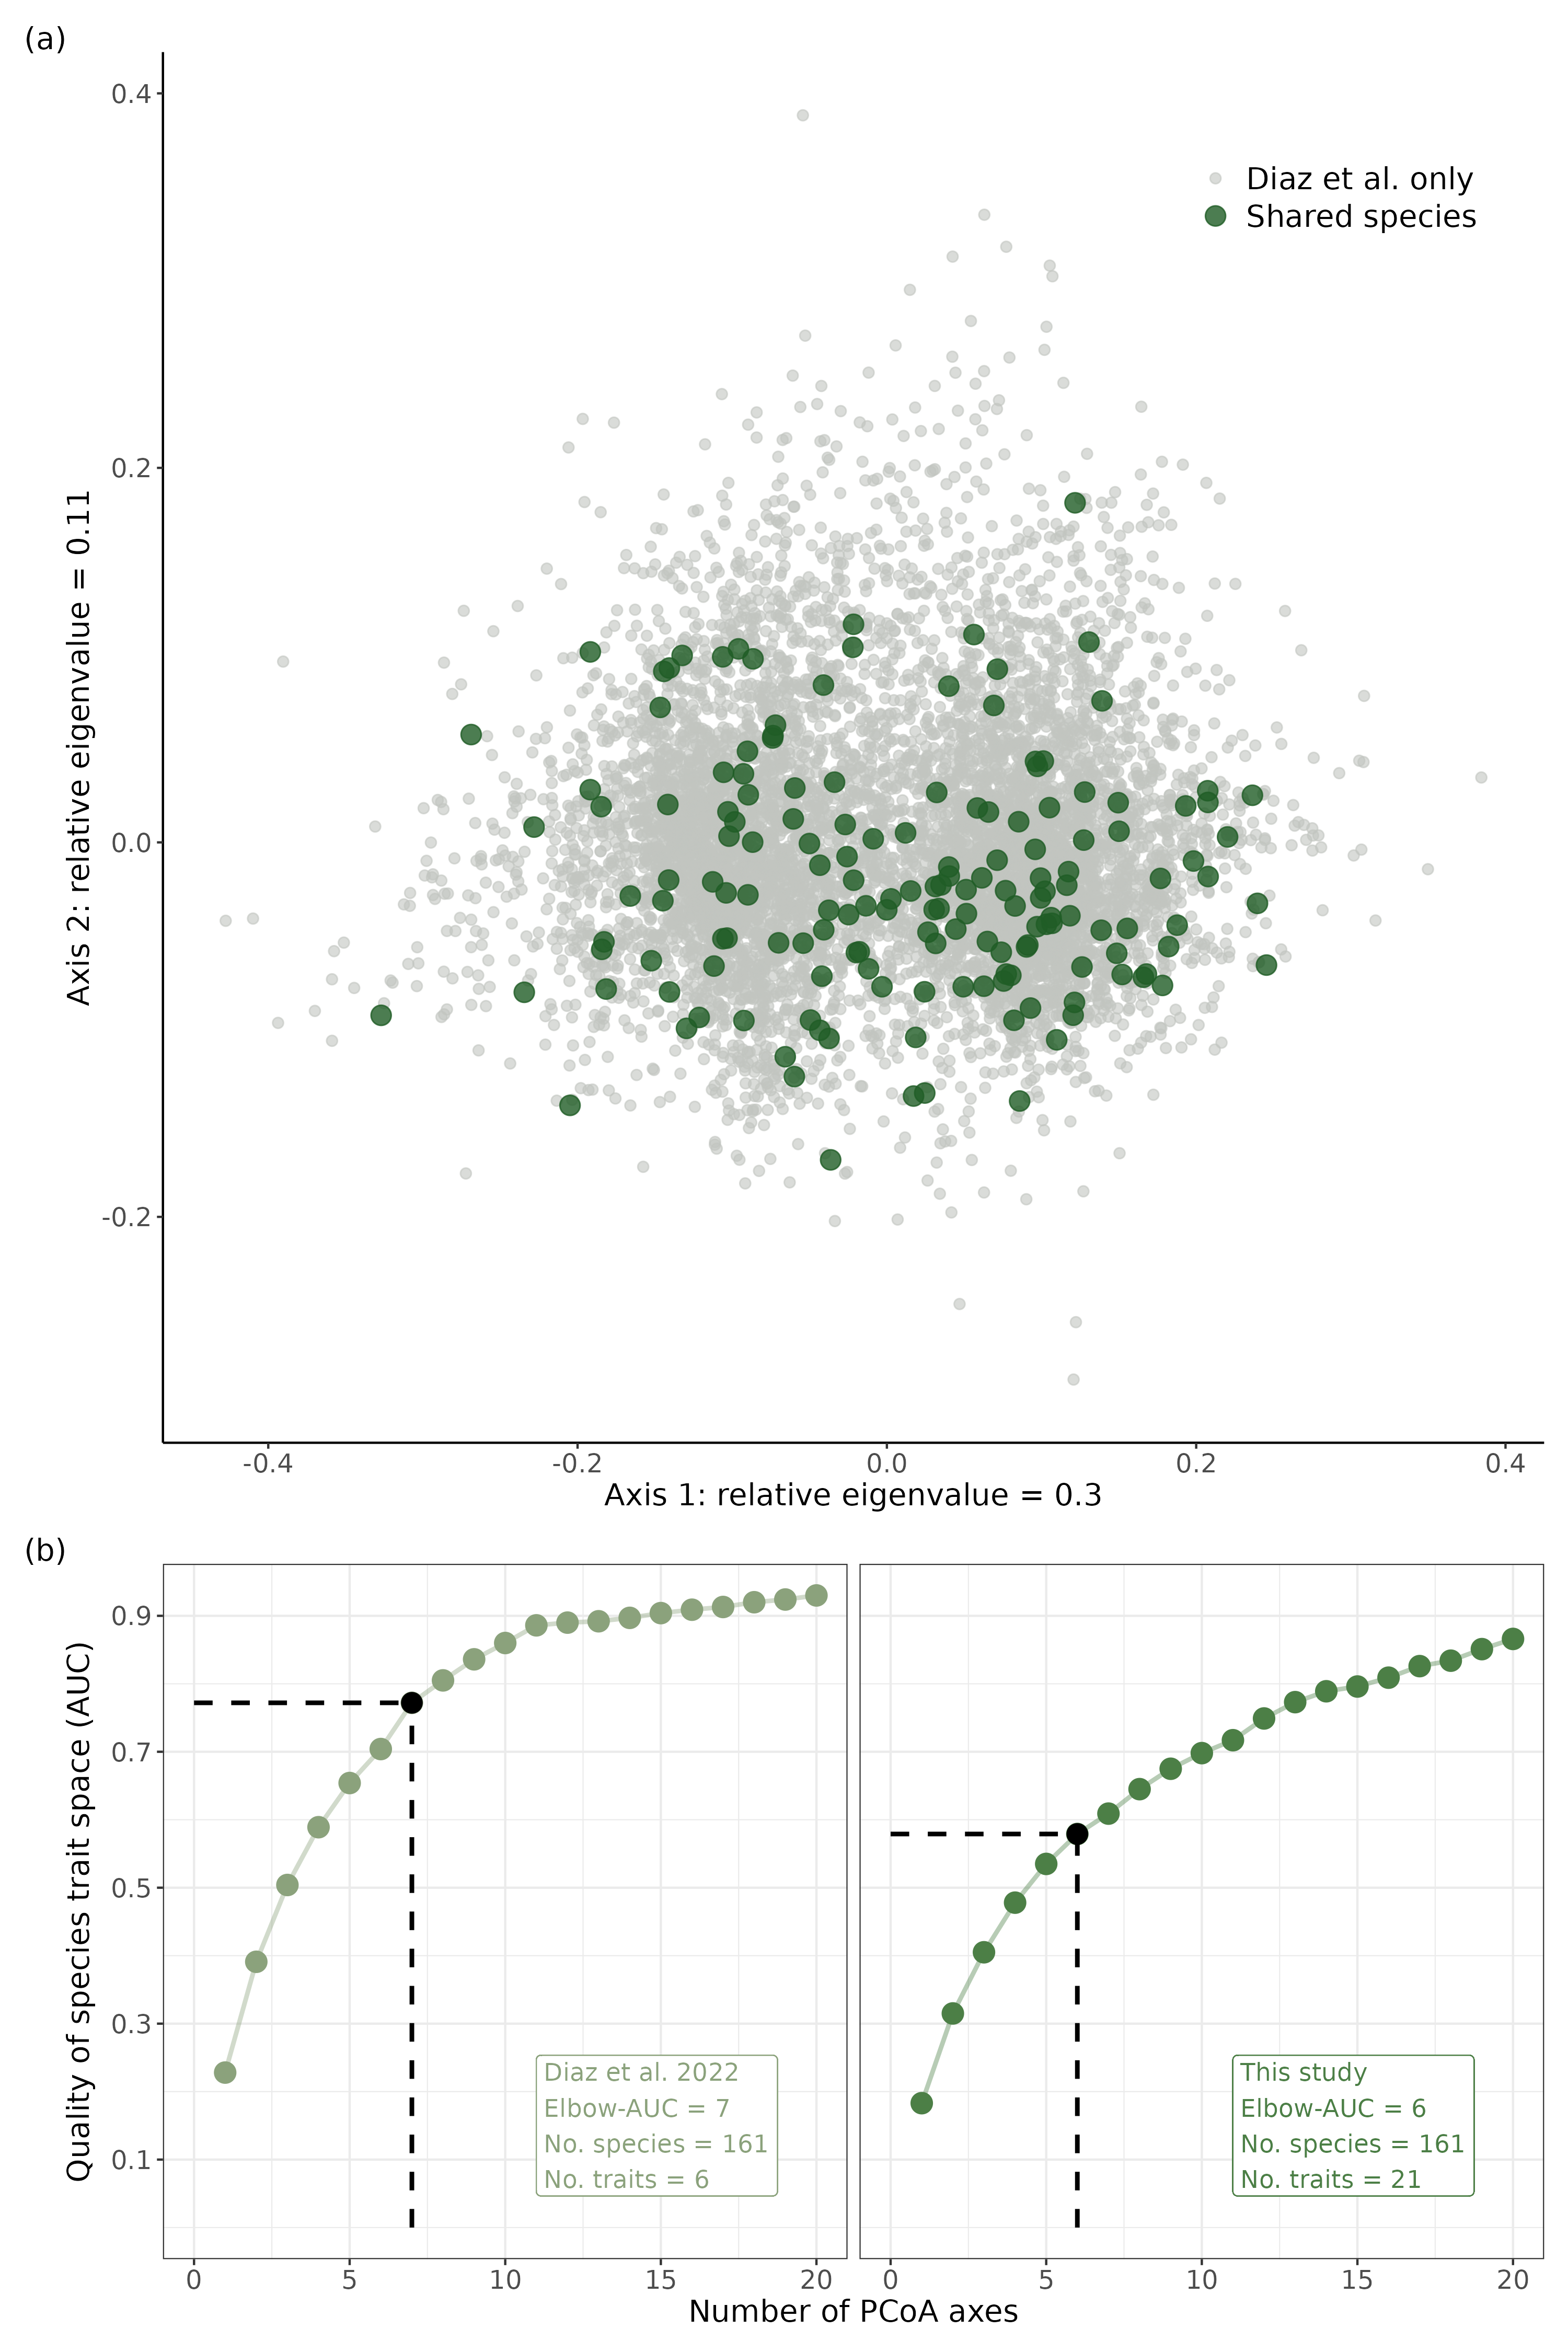 (a)
0.4
0.2
0.0
-0.2
Axis 2: relative eigenvalue = 0.11
Diaz et al. only
Shared species
-0.4 -0.2 0.0 0.2 0.4
Axis 1: relative eigenvalue = 0.3
(b)
0.9
0.7
0.5
0.3
0.1
Quality of species trait space (AUC)
Diaz et al. 2022
Elbow-AUC = 7
No. species = 161
No. traits = 6
This study
Elbow-AUC = 6
No. species = 161
No. traits = 21
0 5 10 15 20
0 5 10 15 20
Number of PCoA axes